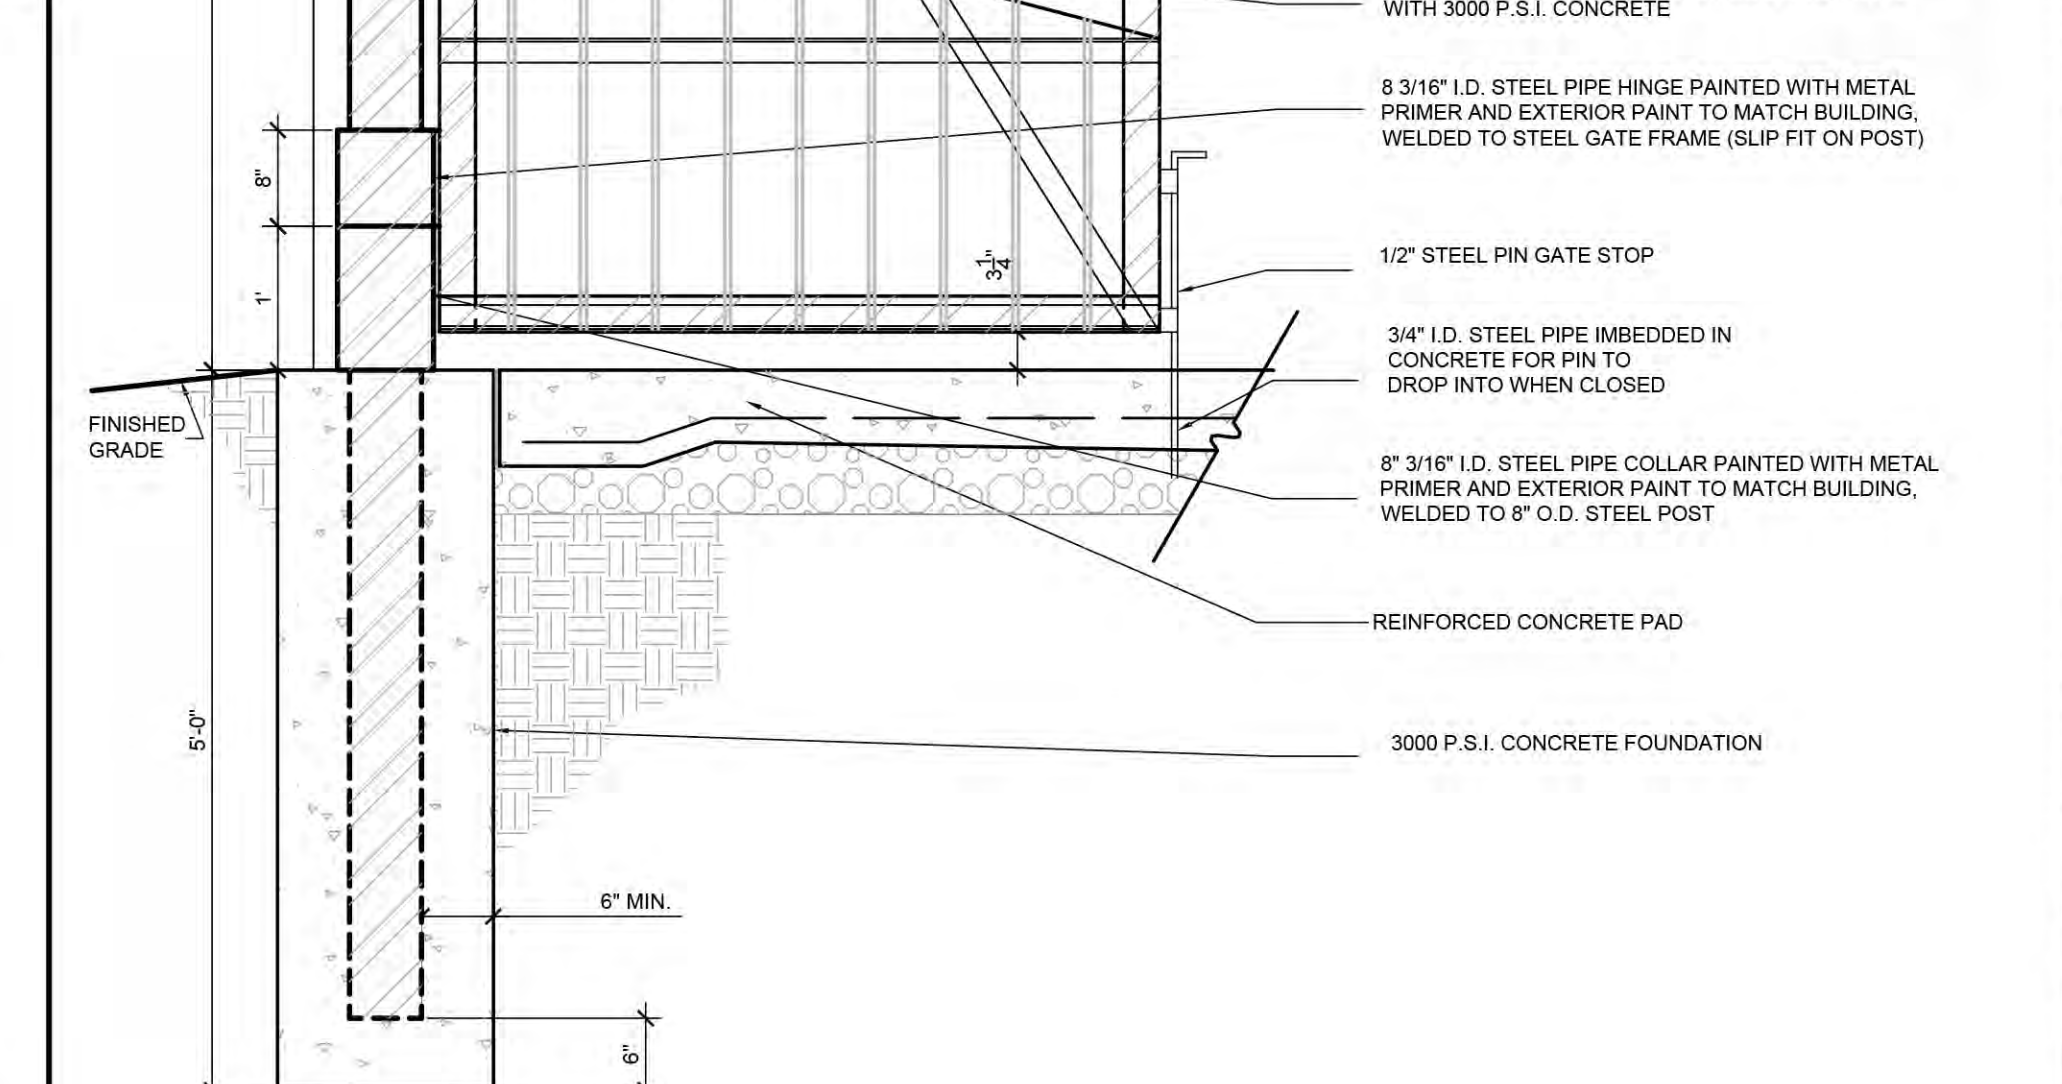 WITH 3000 P.S.I. CONCRETE
8 3/16" I.D. STEEL PIPE HINGE PAINTED WITH METAL
PRIMER AND EXTERIOR PAINT TO MATCH BUILDING,
WELDED TO STEEL GATE FRAME (SLIP FIT ON POST)
8"
1/2" STEEL PIN GATE STOP
3 1/4"
1'
3/4" I.D. STEEL PIPE IMBEDDED IN
CONCRETE FOR PIN TO
DROP INTO WHEN CLOSED
FINISHED
GRADE
8" 3/16" I.D. STEEL PIPE COLLAR PAINTED WITH METAL
PRIMER AND EXTERIOR PAINT TO MATCH BUILDING,
WELDED TO 8" O.D. STEEL POST
REINFORCED CONCRETE PAD
5'-0"
3000 P.S.I. CONCRETE FOUNDATION
6" MIN.
6"